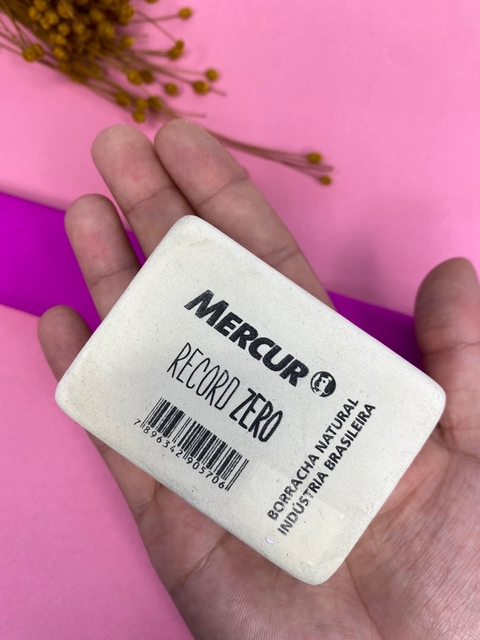 MERCUR
RECORD ZERO
7896342905706
BORRACHA NATURAL
INDÚSTRIA BRASILEIRA